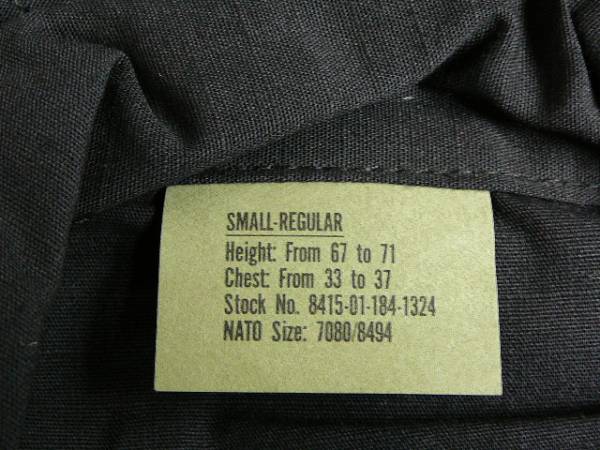 SMALL-REGULAR
Height: From 67 to 71
Chest: From 33 to 37
Stock No. 8415-01-184-1324
NATO Size: 7080/8494